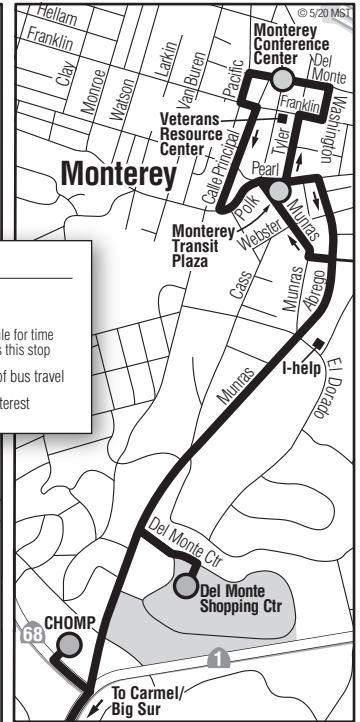 © 5/20 MST
Hellam
Franklin
Clay
Monroe
Watson
Larkin
Van Buren
Pacific
Monterey
Conference
Center
Del
Monte
Franklin
Washington
Veterans
Resource
Center
Tyler
Calle Principal
Monterey
Pearl
Polk
Munras
Monterey
Transit
Plaza
Webster
Cass
Munras
Abrego
le for time
s this stop
of bus travel
terest
I-help
El Dorado
Munras
Del Monte Ctr
Del Monte
Shopping Ctr
CHOMP
68
1
To Carmel/
Big Sur